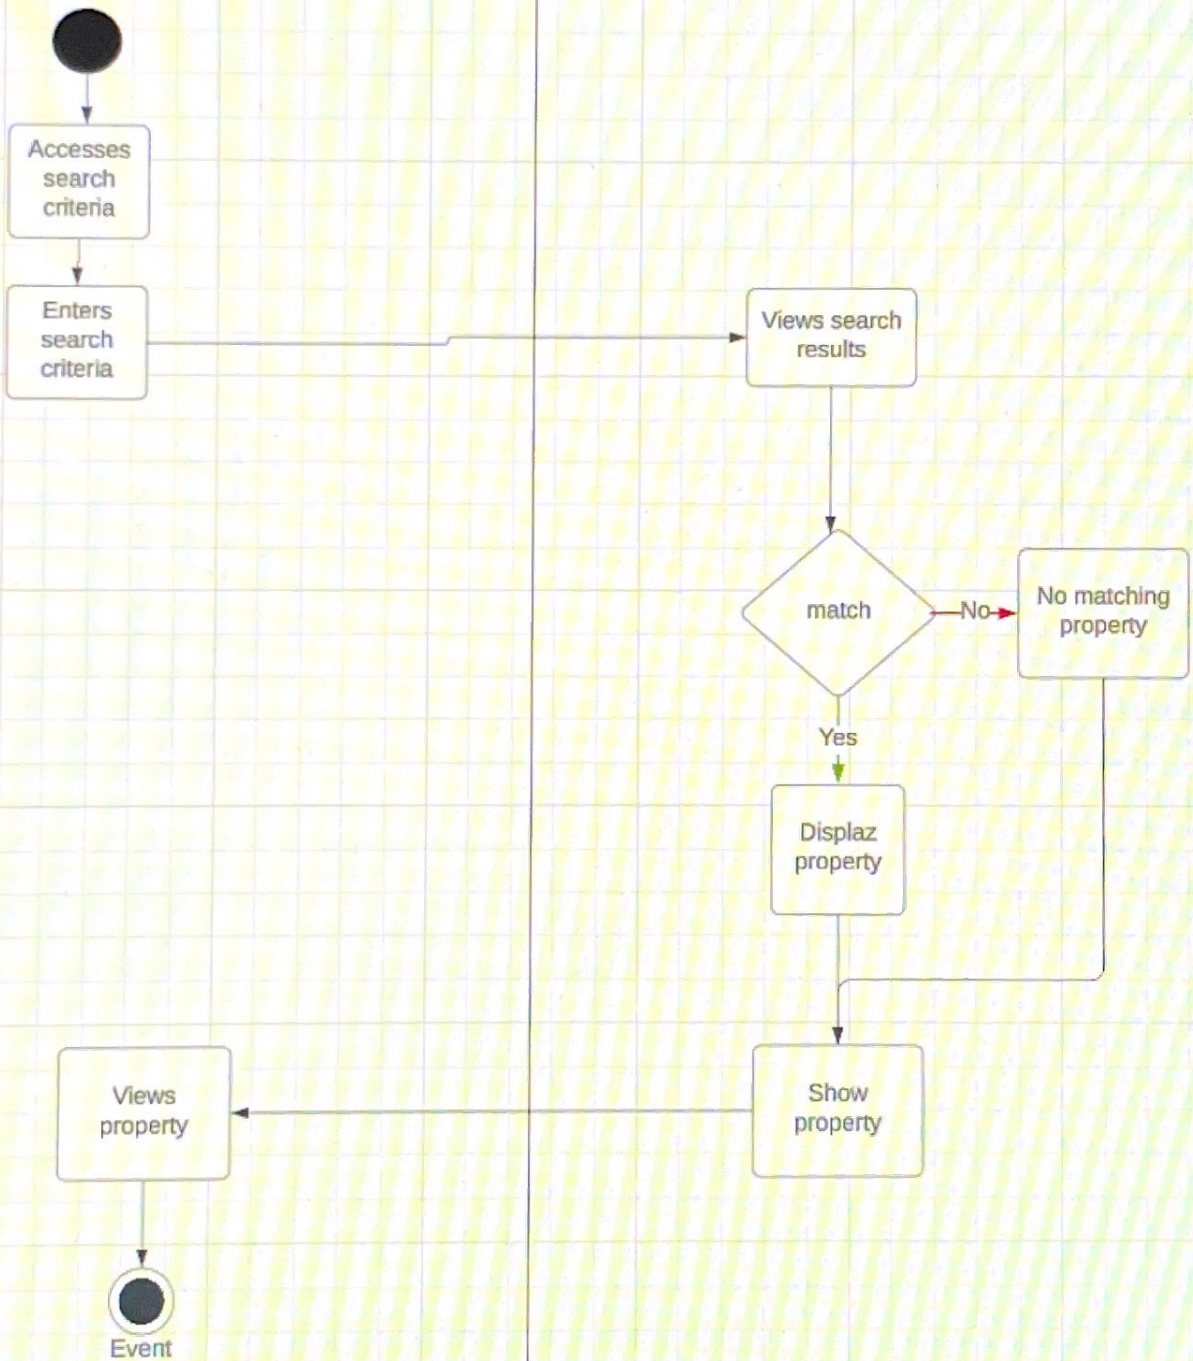 Accesses
search
criteria
Enters
search
criteria
Views search
results
match
No
No matching
property
Yes
Displaz
property
Show
property
Views
property
Event